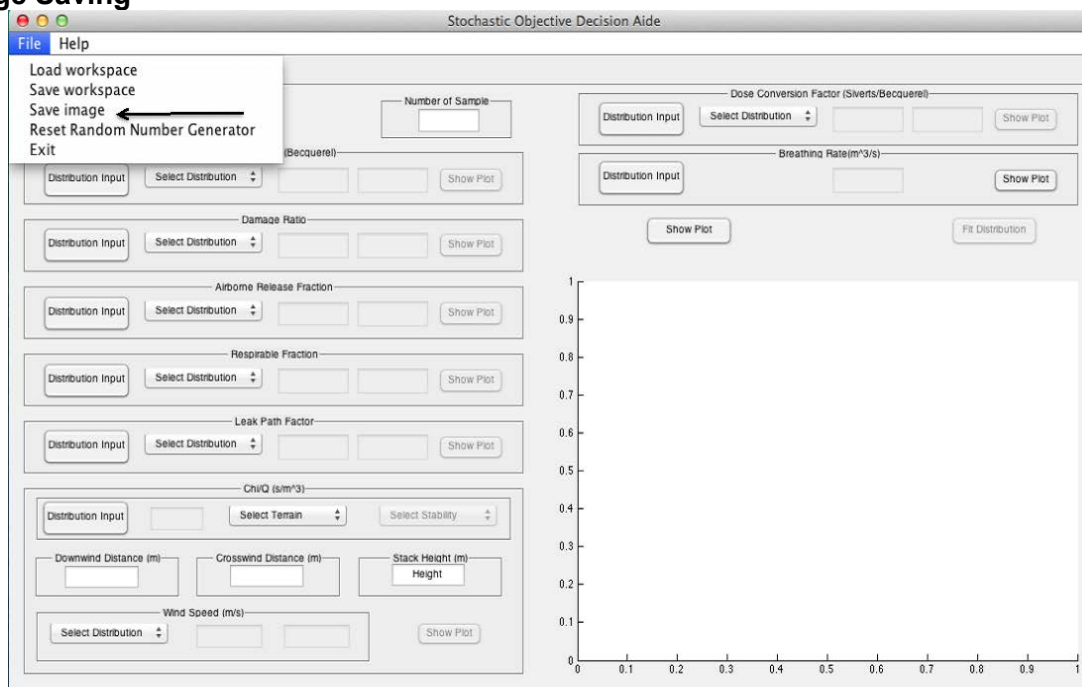 ge Saving
Stochastic Objective Decision Aide
File Help
Load workspace
Save workspace
Save image
Reset Random Number Generator
Exit
Number of Sample
(Becquerel)
Distribution Input Select Distribution Show Plot
Damage Ratio
Distribution Input Select Distribution Show Plot
Airborne Release Fraction
Distribution Input Select Distribution Show Plot
Respirable Fraction
Distribution Input Select Distribution Show Plot
Leak Path Factor
Distribution Input Select Distribution Show Plot
Chi/Q (s/m^3)
Distribution Input Select Terrain Select Stability
Downwind Distance (m) Crosswind Distance (m) Stack Height (m)
Height
Wind Speed (m/s)
Select Distribution Show Plot
Dose Conversion Factor (Siverts/Becquerel)
Distribution Input Select Distribution Show Plot
Breathing Rate(m^3/s)
Distribution Input Show Plot
Show Plot Fit Distribution
1
0.9
0.8
0.7
0.6
0.5
0.4
0.3
0.2
0.1
0
0 0.1 0.2 0.3 0.4 0.5 0.6 0.7 0.8 0.9 1